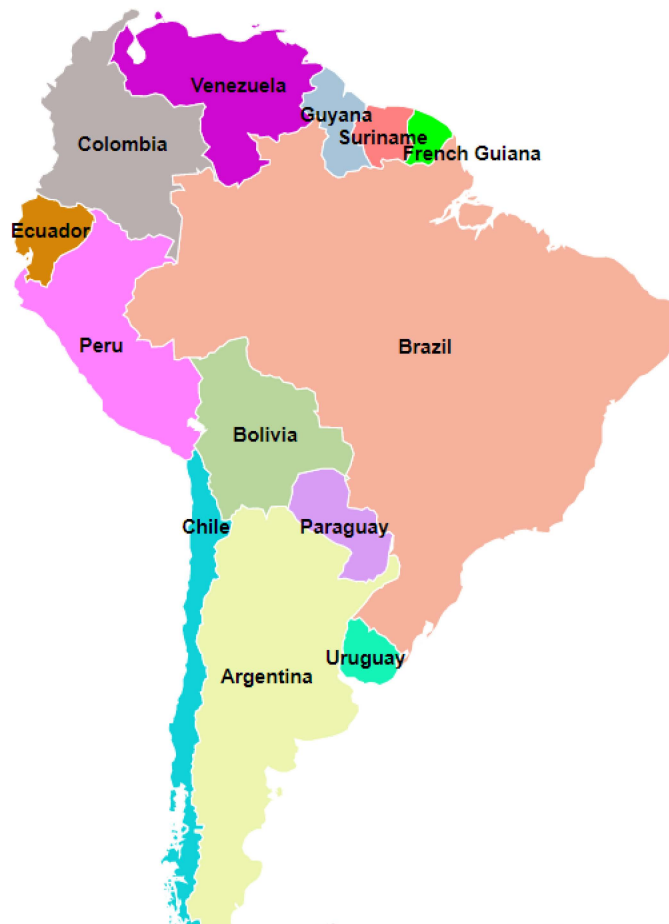 Venezuela
Guyana
Suriname
Colombia
French Guiana
Ecuador
Peru
Brazil
Bolivia
Chile
Paraguay
Uruguay
Argentina